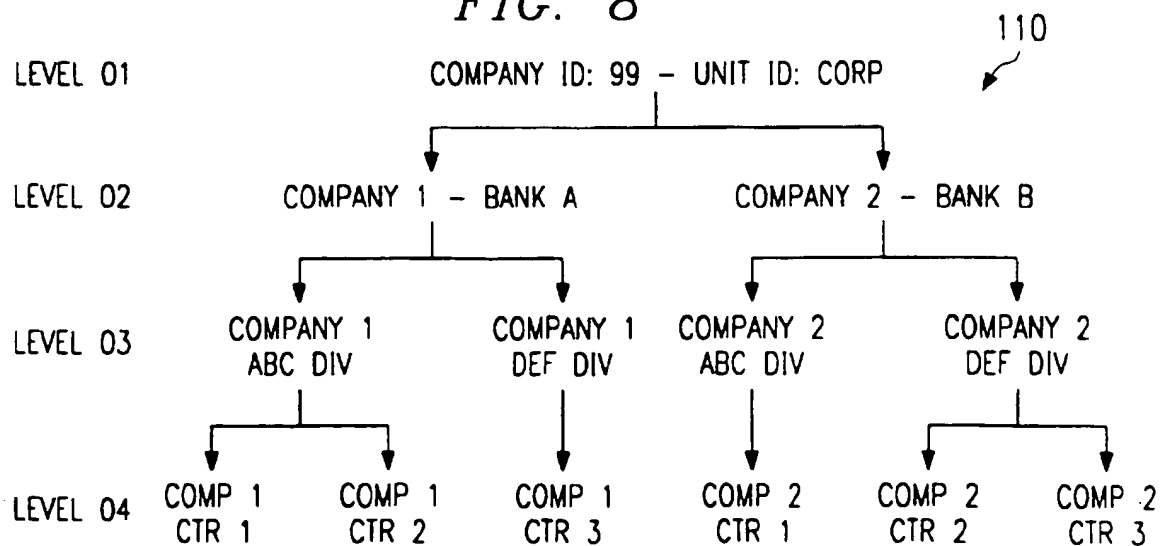 FIG. 8
110
LEVEL 01 COMPANY ID: 99 – UNIT ID: CORP
LEVEL 02 COMPANY 1 – BANK A COMPANY 2 – BANK B
LEVEL 03
COMPANY 1 COMPANY 1 COMPANY 2 COMPANY 2
ABC DIV DEF DIV ABC DIV DEF DIV
LEVEL 04
COMP 1 COMP 1 COMP 1 COMP 2 COMP 2 COMP 2
CTR 1 CTR 2 CTR 3 CTR 1 CTR 2 CTR 3